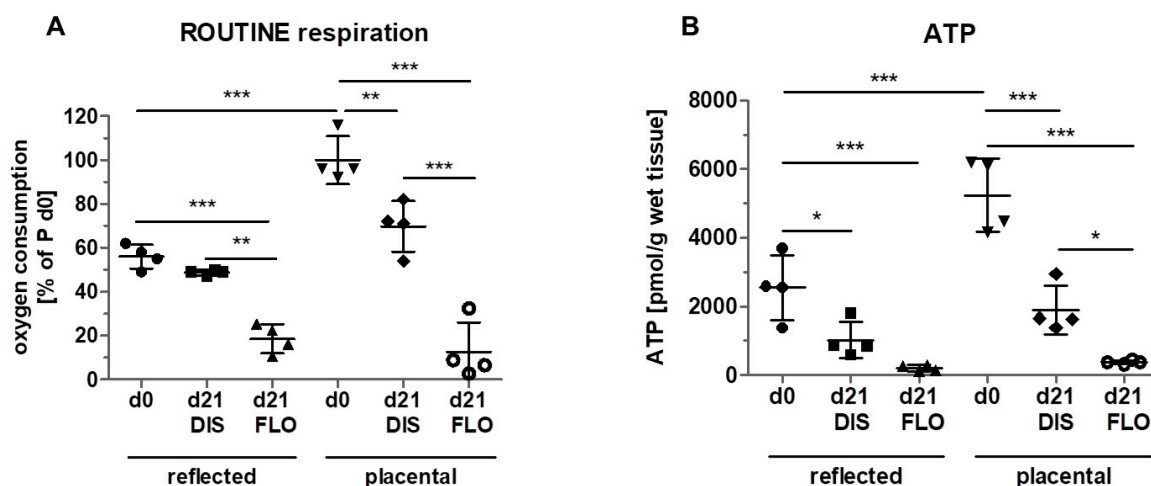 A
ROUTINE respiration
oxygen consumption
[% of P d0]
120
100
80
60
40
20
0
***
***
**
***
***
***
**
d0
d21
DIS
d21
FLO
d0
d21
DIS
d21
FLO
reflected
placental
B
ATP
ATP [pmol/g wet tissue]
8000
6000
4000
2000
0
***
***
***
***
*
*
d0
d21
DIS
d21
FLO
d0
d21
DIS
d21
FLO
reflected
placental